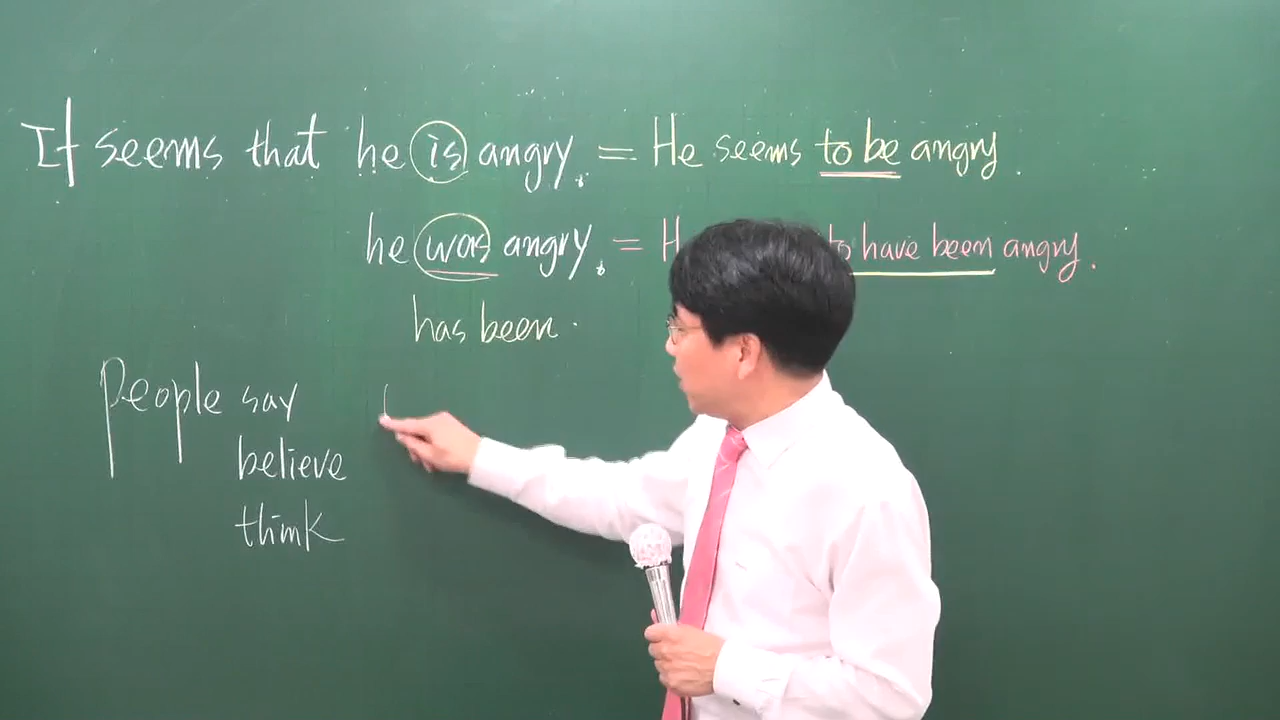 It seems that he is angry. = He seems to be angry.
he was angry. = H to have been angry.
has been.
People say
believe
think